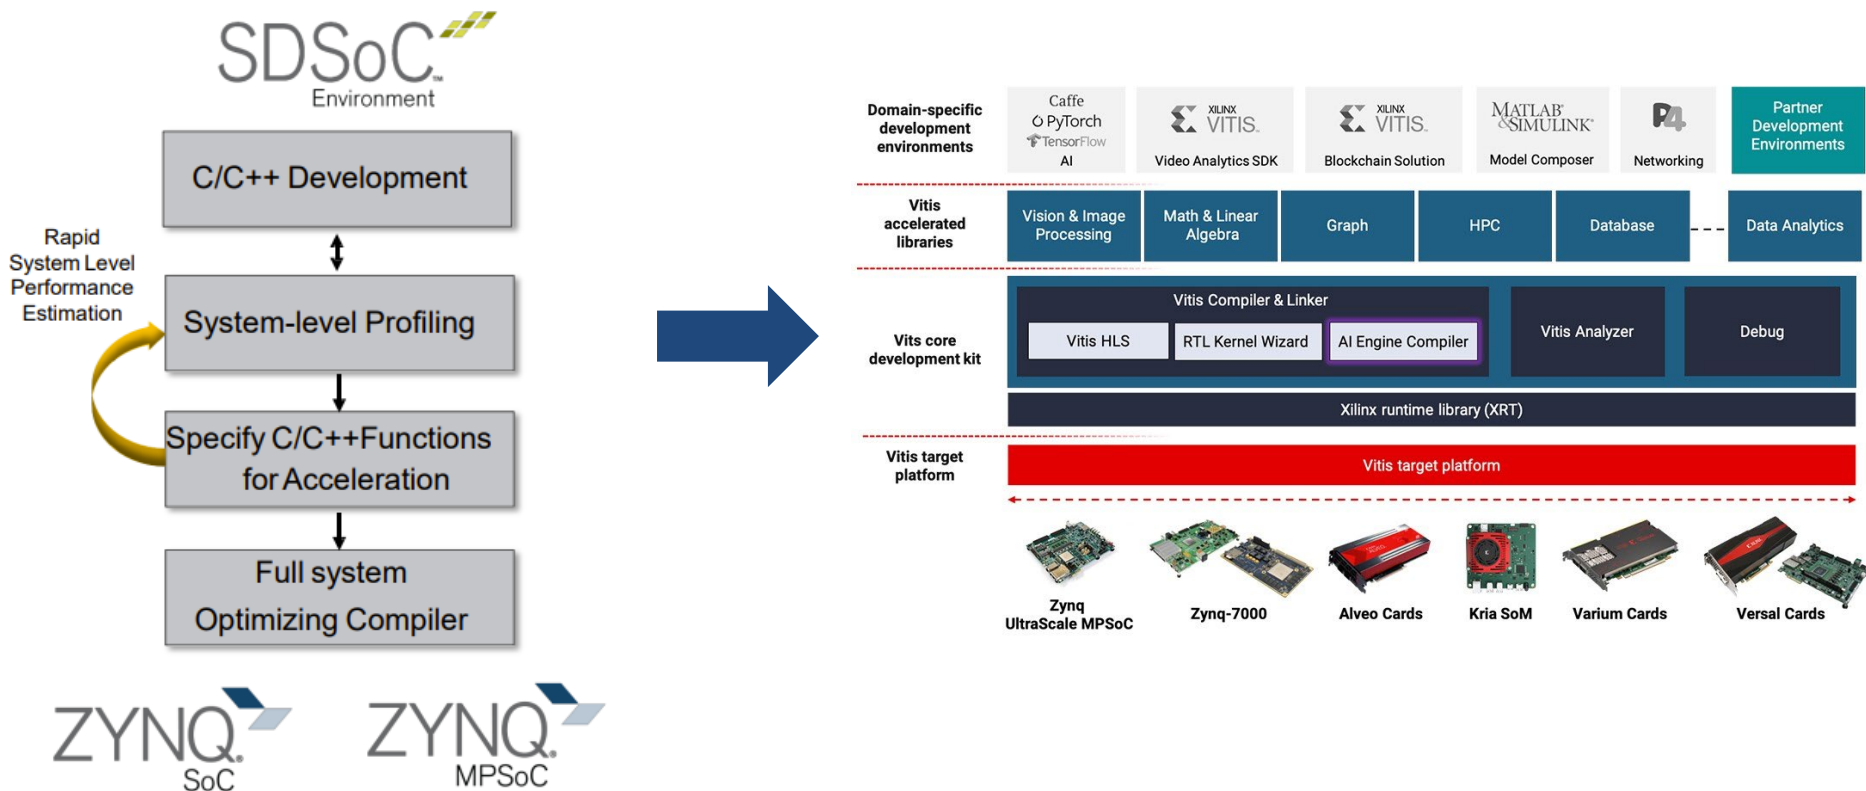 SDSoC™
Environment
C/C++ Development
Rapid
System Level
Performance
Estimation
System-level Profiling
Specify C/C++Functions
for Acceleration
Full system
Optimizing Compiler
ZYNQ®
SoC
ZYNQ®
MPSoC
Domain-specific
development
environments
Caffe
PyTorch
TensorFlow
AI
XILINX
VITIS™
Video Analytics SDK
XILINX
VITIS™
Blockchain Solution
MATLAB
&SIMULINK®
Model Composer
P4
Networking
Partner
Development
Environments
Vitis
accelerated
libraries
Vision & Image
Processing
Math & Linear
Algebra
Graph
HPC
Database
Data Analytics
Vits core
development kit
Vitis Compiler & Linker
Vitis HLS
RTL Kernel Wizard
AI Engine Compiler
Vitis Analyzer
Debug
Xilinx runtime library (XRT)
Vitis target
platform
Vitis target platform
Zynq
UltraScale MPSoC
Zynq-7000
Alveo Cards
Kria SoM
Varium Cards
Versal Cards